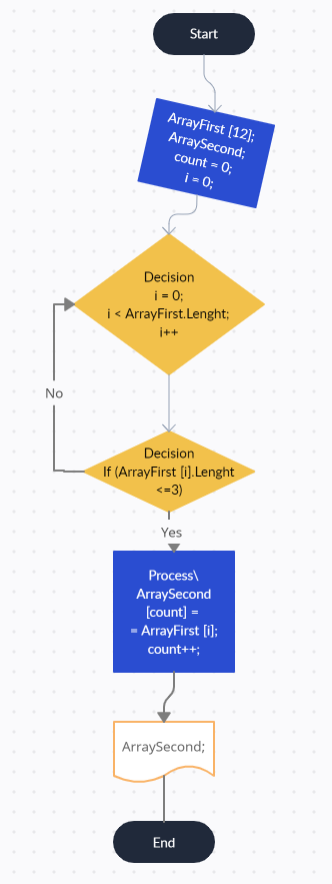 Start
ArrayFirst [12];
ArraySecond;
count = 0;
i = 0;
Decision
i = 0;
i < ArrayFirst.Lenght;
i++
No
Decision
If (ArrayFirst [i].Lenght
<=3)
Yes
Process\
ArraySecond
[count] =
= ArrayFirst [i];
count++;
ArraySecond;
End